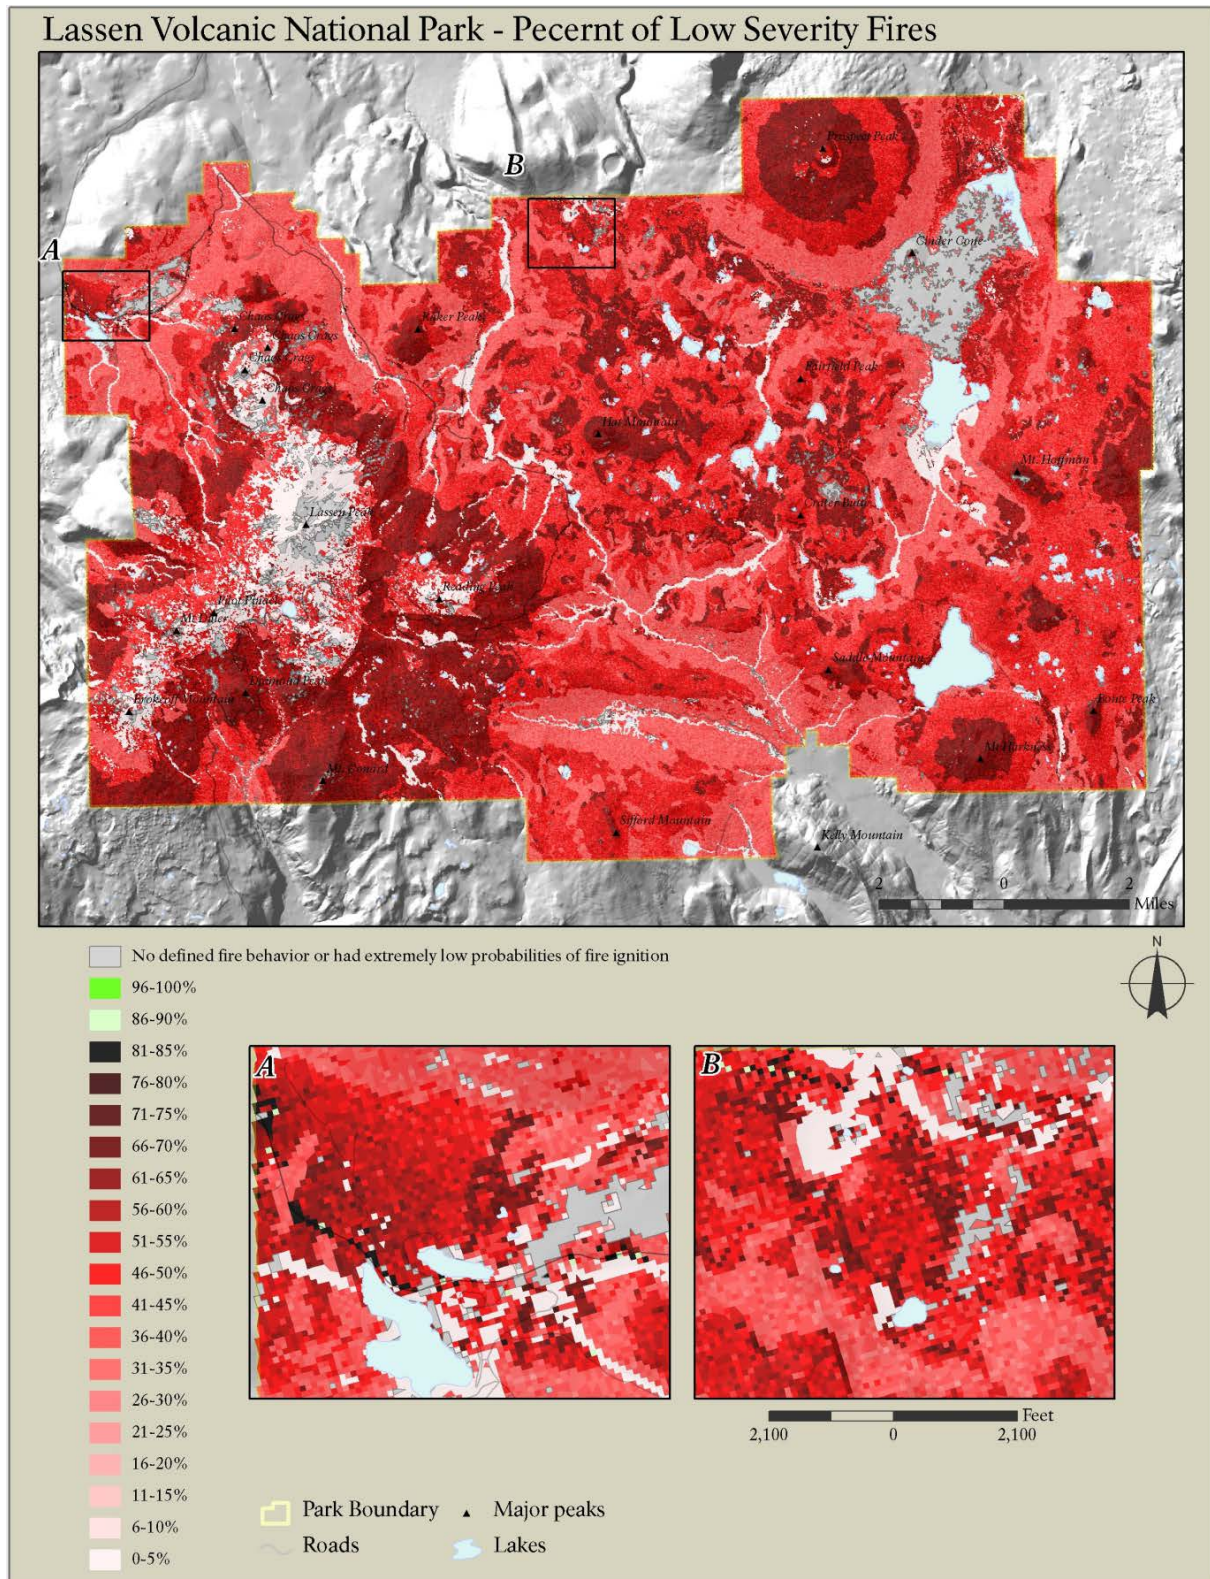 Lassen Volcanic National Park - Pecernt of Low Severity Fires
Prospect Peak
B
A
Cinder Cone
Chaos Crags
Raker Peak
Chaos Crags
Chaos Crags
Fairfield Peak
Chaos Crags
Hat Mountain
Mt. Hoffman
Crater Butte
Lassen Peak
Reading Peak
Pilot Pinnacle
Mt. Diller
Saddle Mountain
Diamond Peak
Brokeoff Mountain
Bonte Peak
Mt. Harkness
Mt. Conard
Sifford Mountain
Kelly Mountain
2 0 2
Miles
No defined fire behavior or had extremely low probabilities of fire ignition
N
96-100%
86-90%
81-85%
76-80%
71-75%
66-70%
61-65%
56-60%
51-55%
46-50%
41-45%
36-40%
31-35%
26-30%
21-25%
16-20%
11-15%
6-10%
0-5%
A
B
Feet
2,100 0 2,100
Park Boundary
Major peaks
Roads
Lakes